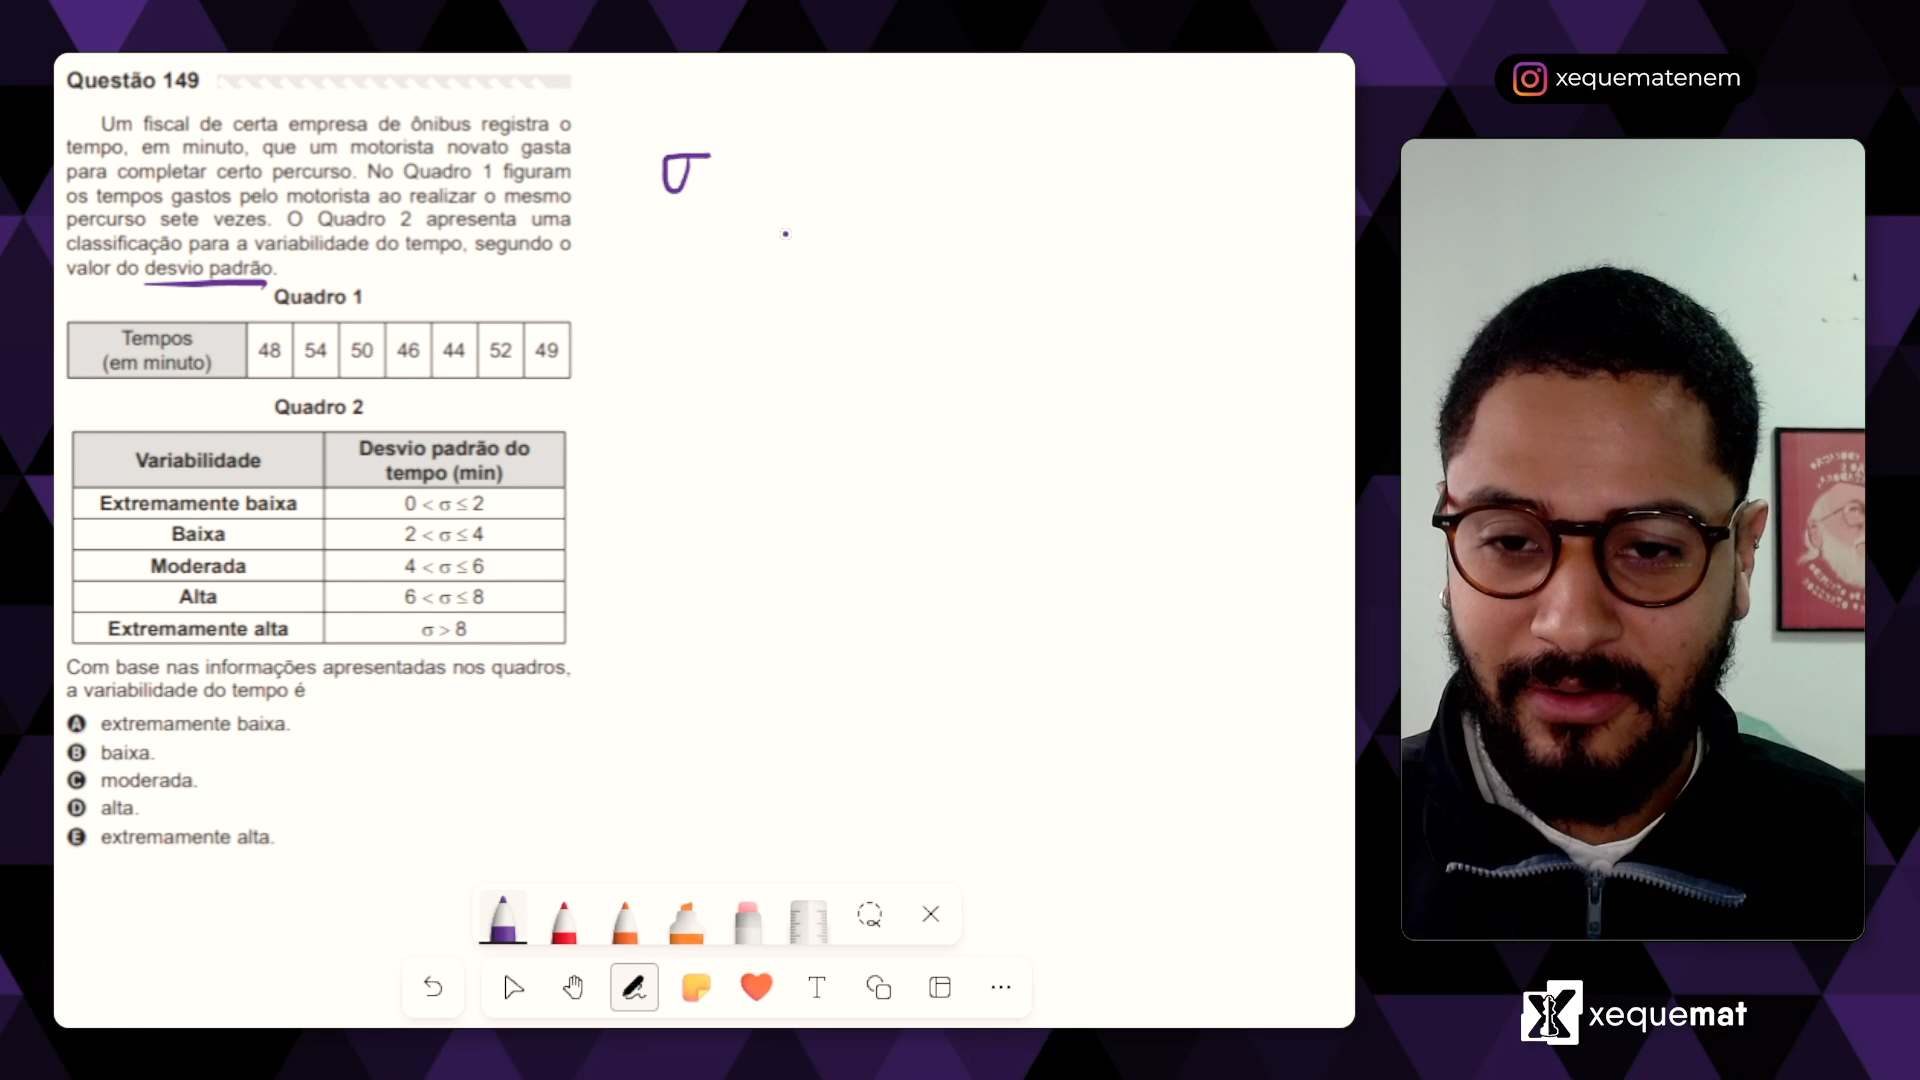 Questão 149
Um fiscal de certa empresa de ônibus registra o
tempo, em minuto, que um motorista novato gasta
para completar certo percurso. No Quadro 1 figuram
os tempos gastos pelo motorista ao realizar o mesmo
percurso sete vezes. O Quadro 2 apresenta uma
classificação para a variabilidade do tempo, segundo o
valor do desvio padrão.
Quadro 1
Tempos
(em minuto) 48 54 50 46 44 52 49
Quadro 2
Variabilidade Desvio padrão do
tempo (min)
Extremamente baixa 0 < σ ≤ 2
Baixa 2 < σ ≤ 4
Moderada 4 < σ ≤ 6
Alta 6 < σ ≤ 8
Extremamente alta σ > 8
Com base nas informações apresentadas nos quadros,
a variabilidade do tempo é
A extremamente baixa.
B baixa.
C moderada.
D alta.
E extremamente alta.
σ
T
xequematenem
xequemat